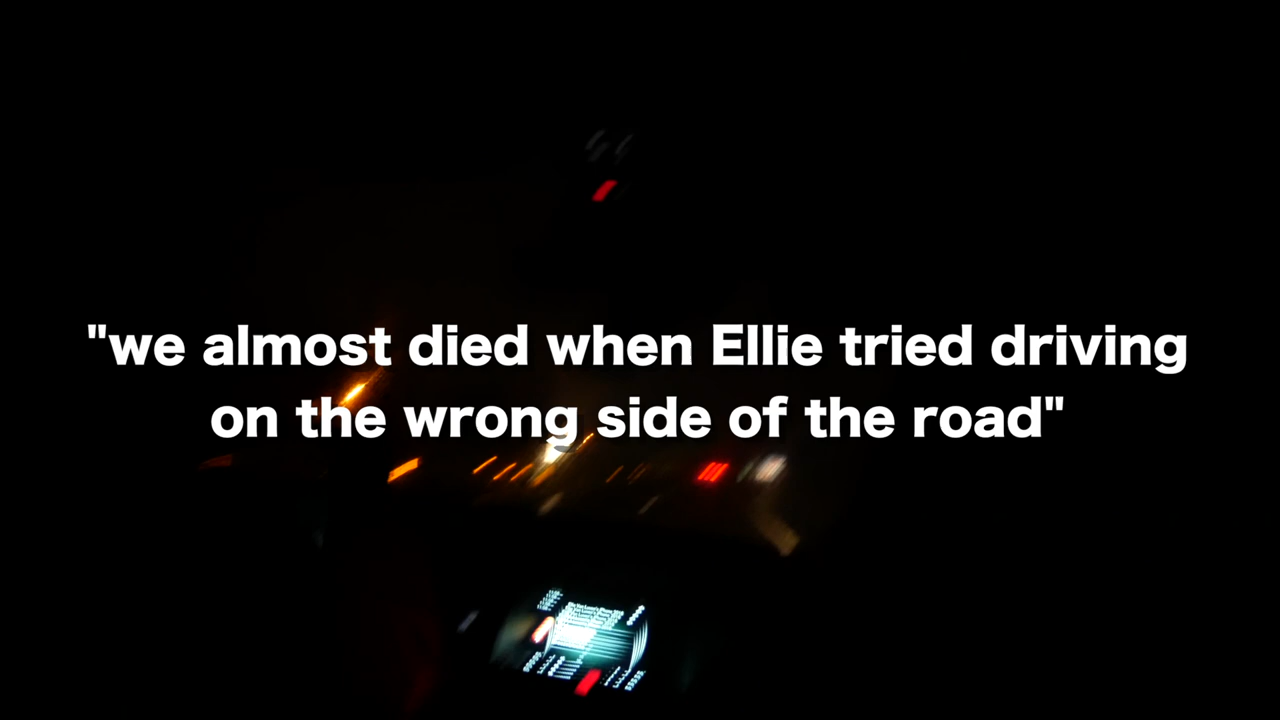 "we almost died when Ellie tried driving
on the wrong side of the road"